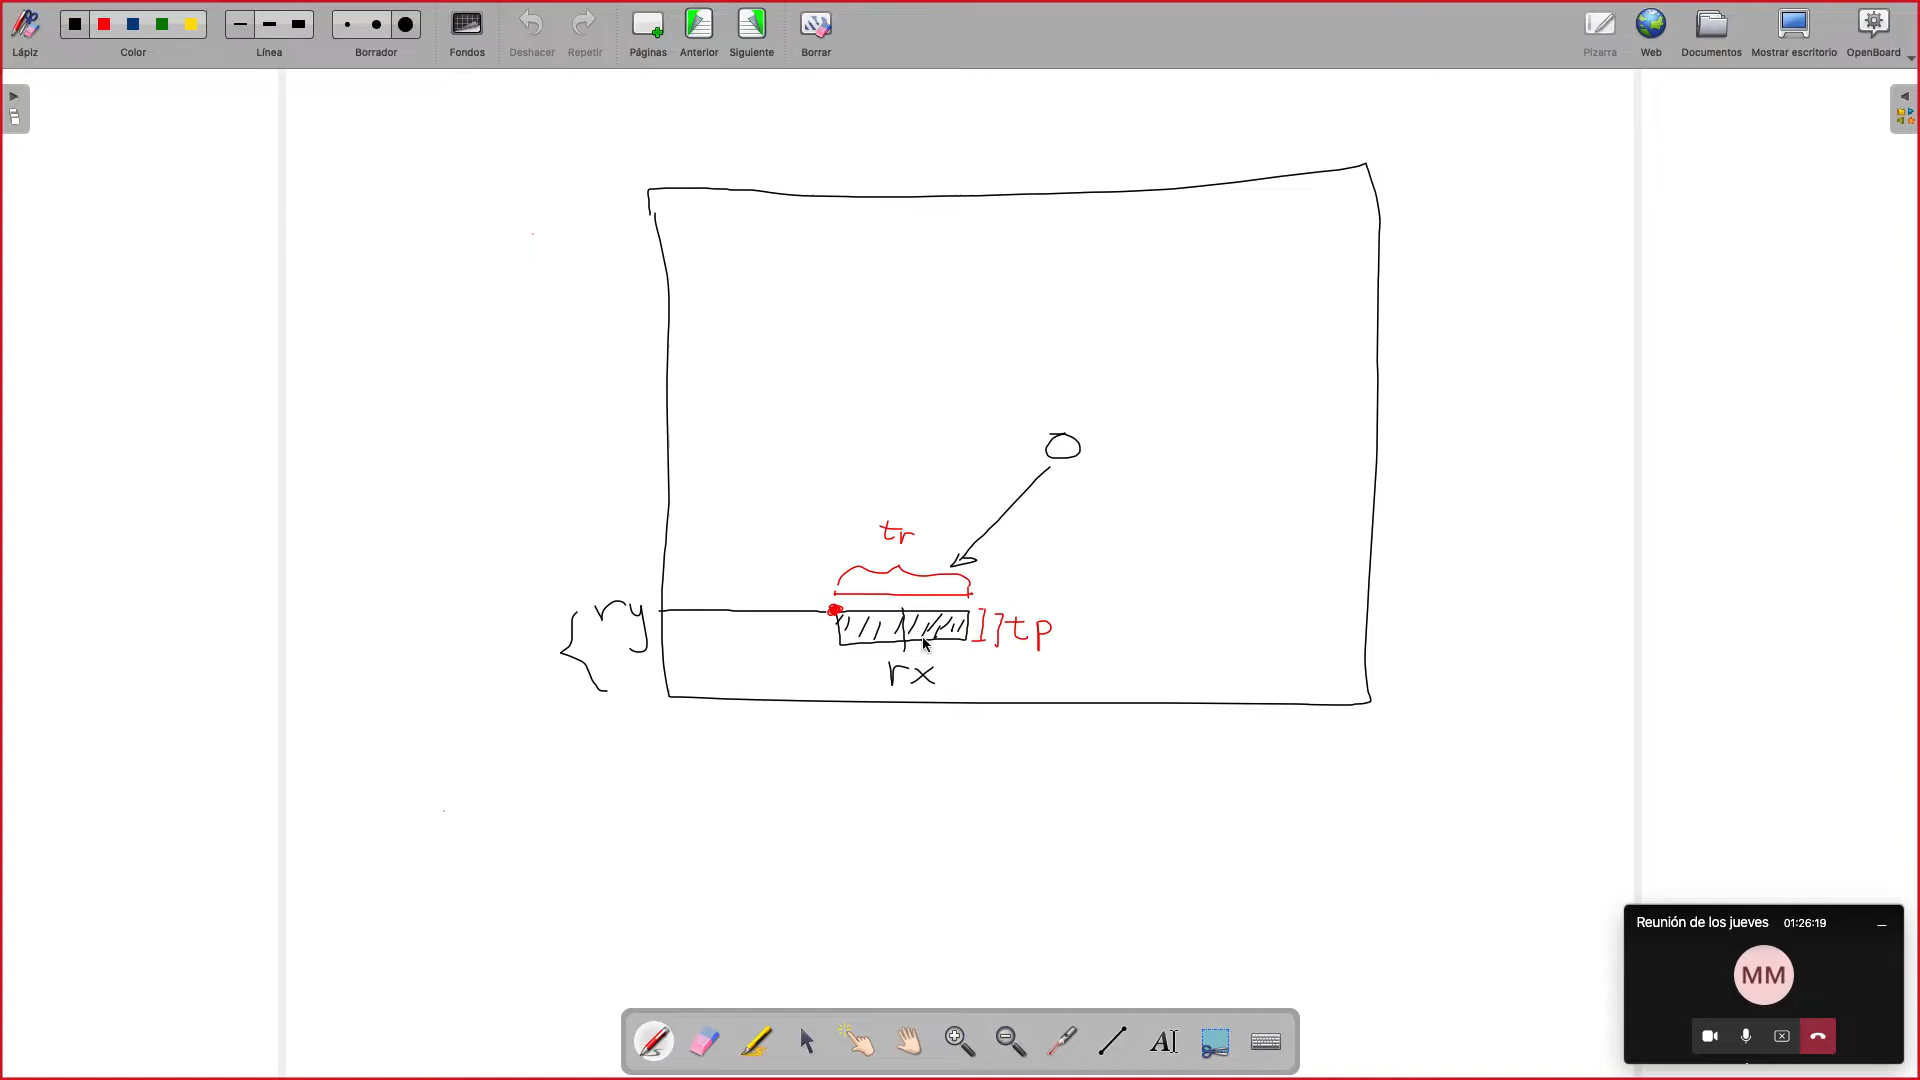 Lápiz
Color
Línea
Borrador
Fondos
Deshacer
Repetir
Páginas
Anterior
Siguiente
Borrar
Pizarra
Web
Documentos
Mostrar escritorio
OpenBoard
tr
ry
tp
rx
Reunión de los jueves 01:26:19
MM
AI